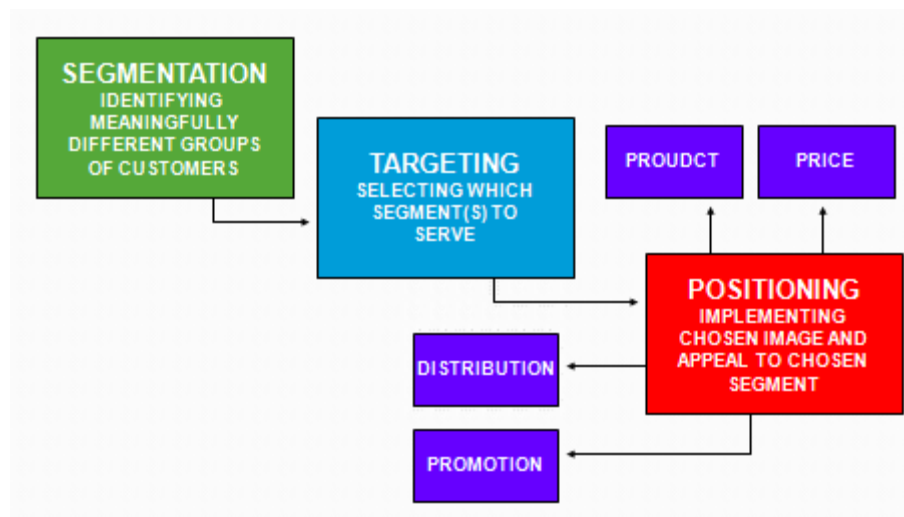 SEGMENTATION
IDENTIFYING
MEANINGFULLY
DIFFERENT GROUPS
OF CUSTOMERS
TARGETING
SELECTING WHICH
SEGMENT(S) TO
SERVE
PROUDCT
PRICE
POSITIONING
IMPLEMENTING
CHOSEN IMAGE AND
APPEAL TO CHOSEN
SEGMENT
DISTRIBUTION
PROMOTION